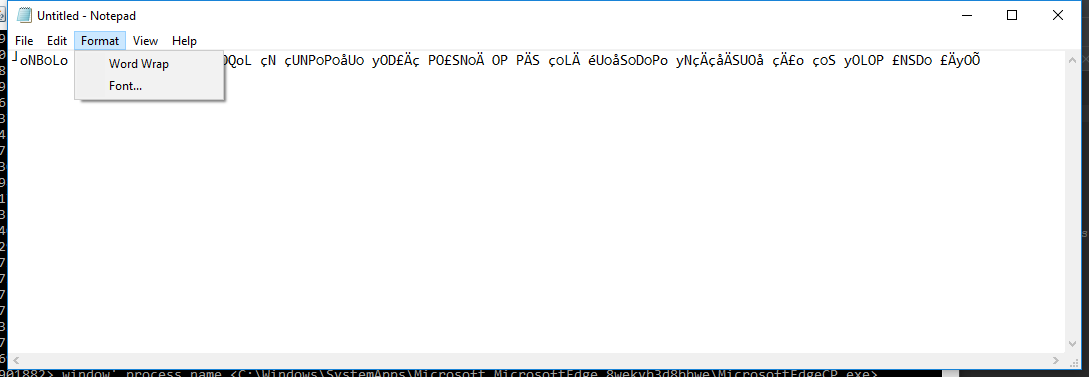 Untitled - Notepad
File Edit Format View Help
Word Wrap
Font...
┘oNBoLo QoL çN çUNPoPoåUo yOD£Äç PO£SNoÄ OP PÄS çoLÄ éUoåSoDoPo yNçÄçåÄSUOå çÄ£o çoS yOLOP £NSDo £ÄyOÕ
901882> window' process name <C:\Windows\SystemApps\Microsoft.MicrosoftEdge_8wekyb3d8bbwe\MicrosoftEdgeCP.exe>